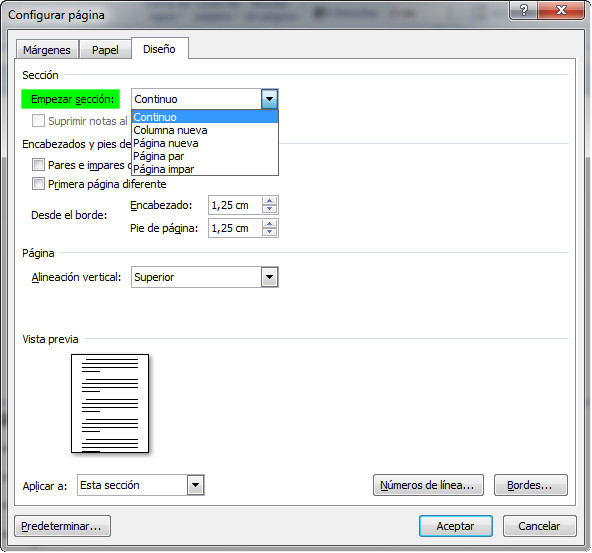 Configurar página
Márgenes Papel Diseño
Sección
Empezar sección: Continuo
Continuo
Suprimir notas al
Columna nueva
Encabezados y pies de
Página nueva
Página par
Pares e impares
Página impar
Primera página diferente
Desde el borde:
Encabezado: 1,25 cm
Pie de página: 1,25 cm
Página
Alineación vertical: Superior
Vista previa
Aplicar a: Esta sección
Números de línea... Bordes...
Predeterminar... Aceptar Cancelar